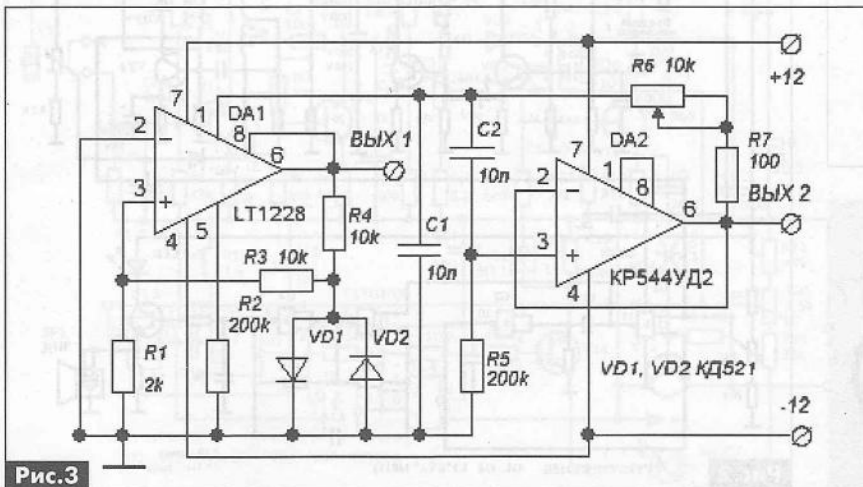 +12
R6 10k
7
1
DA1
8
2
−
3
+
4
5
6
ВЫХ 1
LT1228
R4
10k
R3 10k
R2
200k
R1
2k
VD1
VD2
C1
10n
C2
10n
7
1
DA2
8
2
−
3
+
4
6
КР544УД2
R7
100
ВЫХ 2
R5
200k
VD1, VD2 КД521
-12
Рис.3